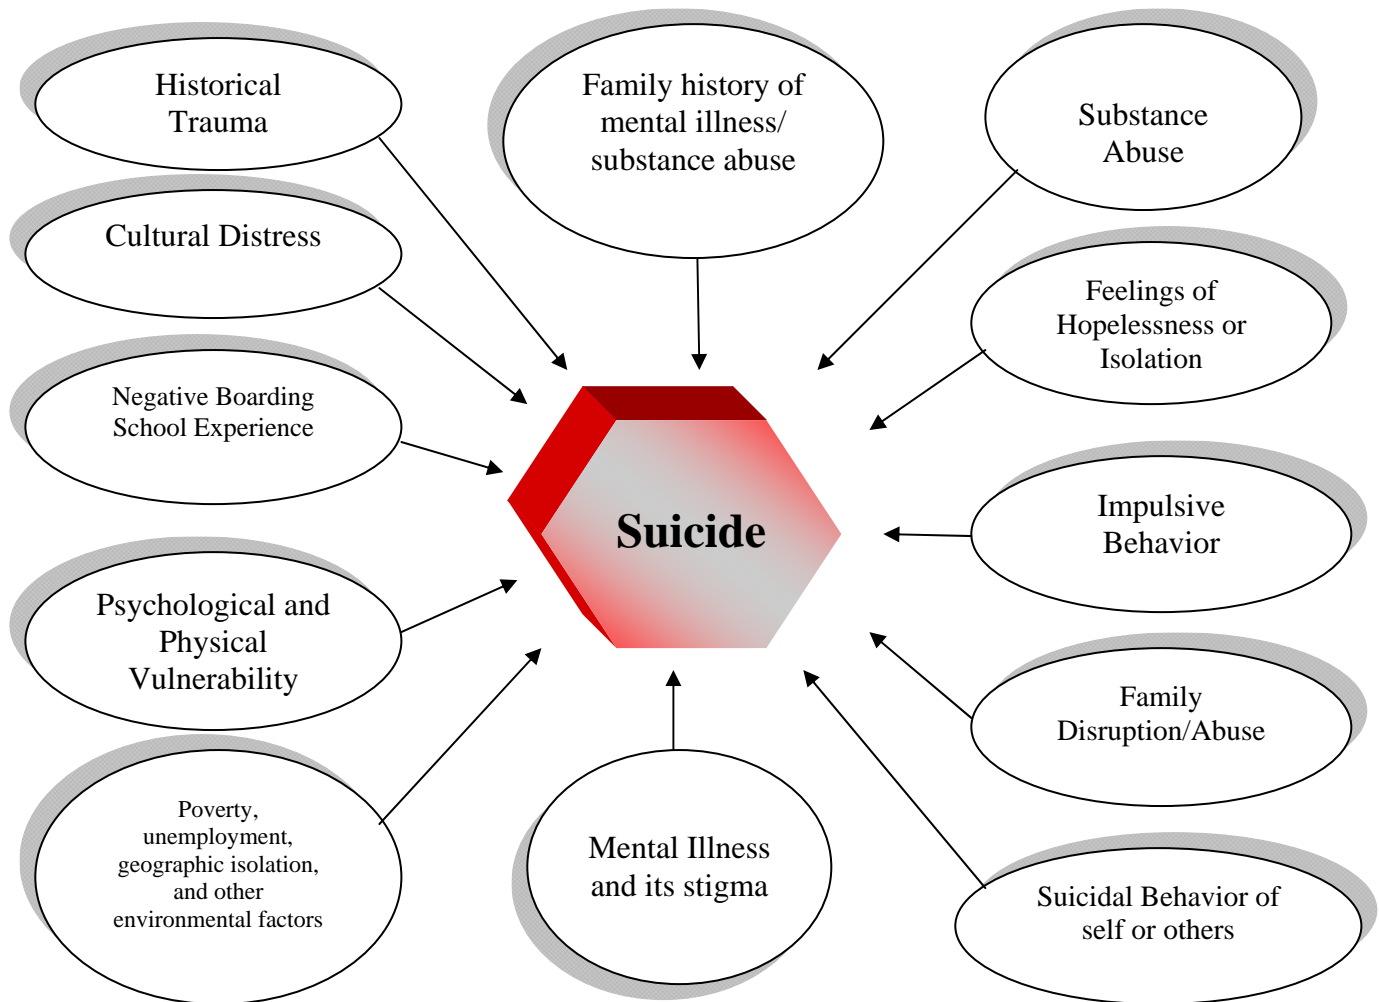 Historical
Trauma
Family history of
mental illness/
substance abuse
Substance
Abuse
Cultural Distress
Feelings of
Hopelessness or
Isolation
Negative Boarding
School Experience
Suicide
Impulsive
Behavior
Psychological and
Physical
Vulnerability
Family
Disruption/Abuse
Poverty,
unemployment,
geographic isolation,
and other
environmental factors
Mental Illness
and its stigma
Suicidal Behavior of
self or others